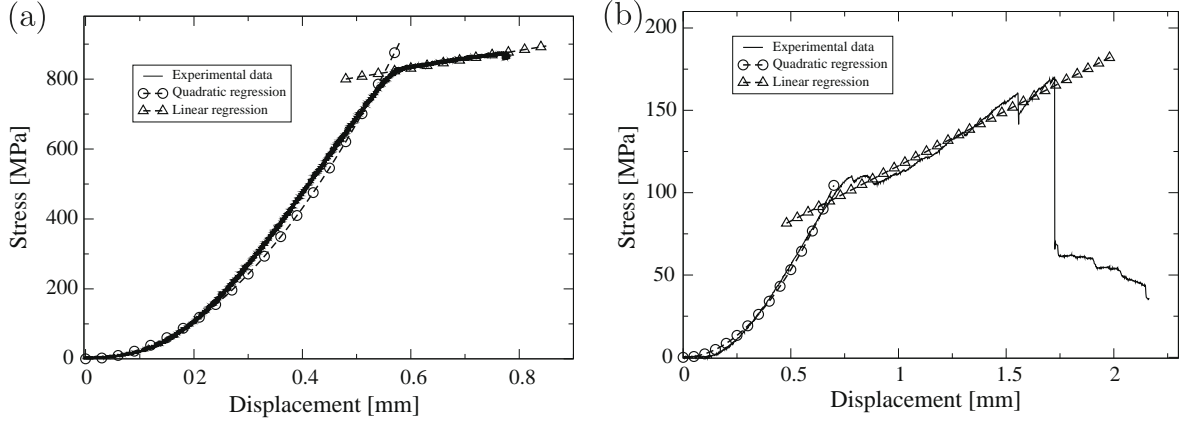 (a)
Experimental data
Quadratic regression
Linear regression
Stress [MPa]
800
600
400
200
0
0 02 0.4 0.6 0.8
Displacement [mm]
(b)
Experimental data
Quadratic regression
Linear regression
Stress [MPa]
200
150
100
50
0
0 0.5 1 1.5 2
Displacement [mm]